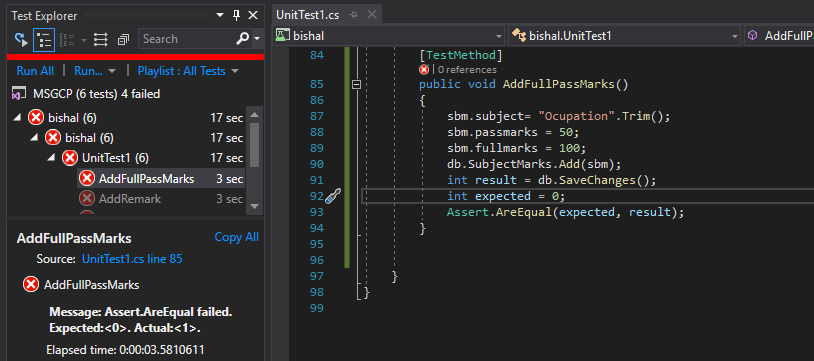 Test Explorer
Search
Run All | Run... | Playlist : All Tests
MSGCP (6 tests) 4 failed
bishal (6) 17 sec
bishal (6) 17 sec
UnitTest1 (6) 17 sec
AddFullPassMarks 3 sec
AddRemark 3 sec
AddFullPassMarks Copy All
Source: UnitTest1.cs line 85
AddFullPassMarks
Message: Assert.AreEqual failed.
Expected:<0>. Actual:<1>.
Elapsed time: 0:00:03.5810611
UnitTest1.cs
bishal bishal.UnitTest1 AddFullP
84 [TestMethod]
0 references
85 public void AddFullPassMarks()
86 {
87 sbm.subject= "Ocupation".Trim();
88 sbm.passmarks = 50;
89 sbm.fullmarks = 100;
90 db.SubjectMarks.Add(sbm);
91 int result = db.SaveChanges();
92 int expected = 0;
93 Assert.AreEqual(expected, result);
94 }
95
96
97 }
98 }
99